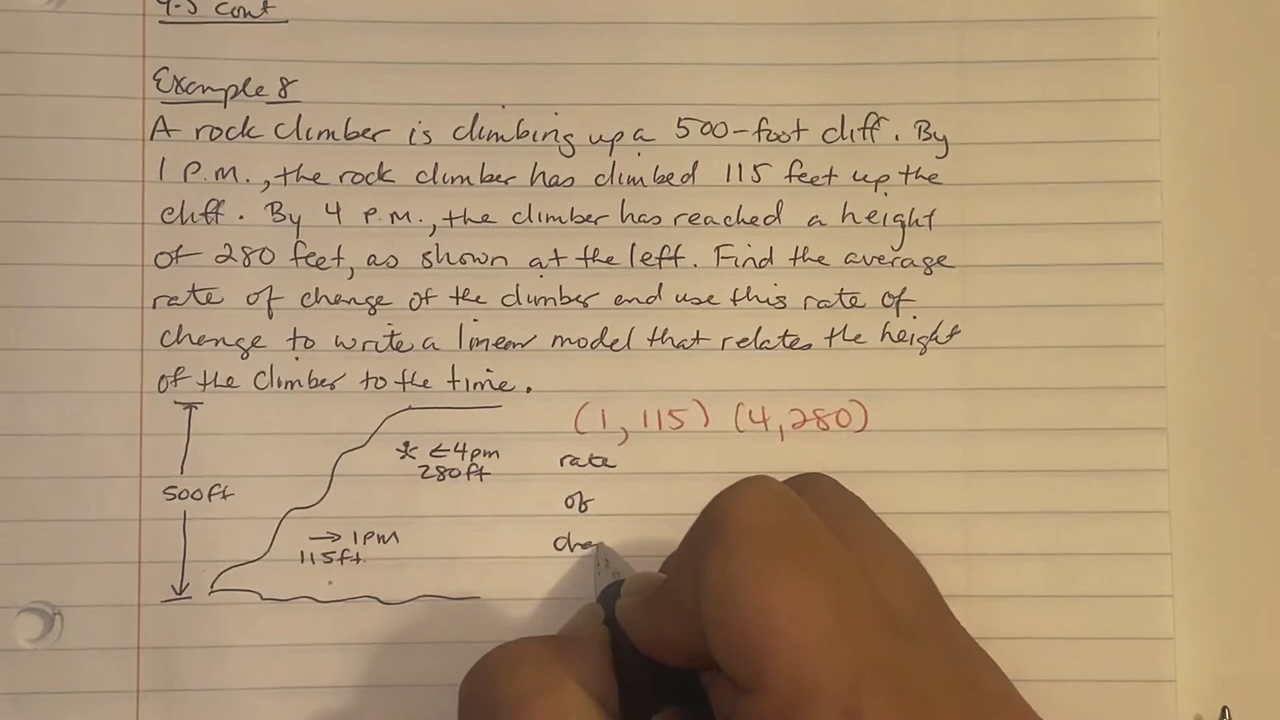 4-5 cont
Example 8
A rock climber is climbing up a 500-foot cliff. By
1 P.M., the rock climber has climbed 115 feet up the
cliff. By 4 P.M., the climber has reached a height
of 280 feet, as shown at the left. Find the average
rate of change of the climber and use this rate of
change to write a linear model that relates the height
of the climber to the time.
(1,115) (4,280)
← 4pm
280ft
rate
500ft
of
→ 1pm
115ft.